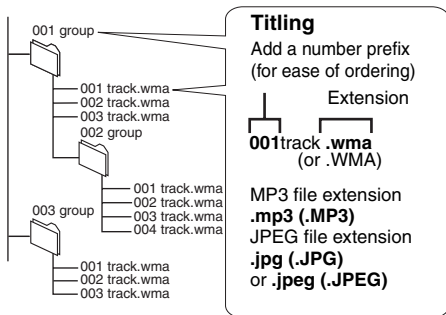 001 group
001 track.wma
002 track.wma
003 track.wma
002 group
001 track.wma
002 track.wma
003 track.wma
004 track.wma
003 group
001 track.wma
002 track.wma
003 track.wma
Titling
Add a number prefix
(for ease of ordering)
Extension
001track .wma
(or .WMA)
MP3 file extension
.mp3 (.MP3)
JPEG file extension
.jpg (.JPG)
or .jpeg (.JPEG)